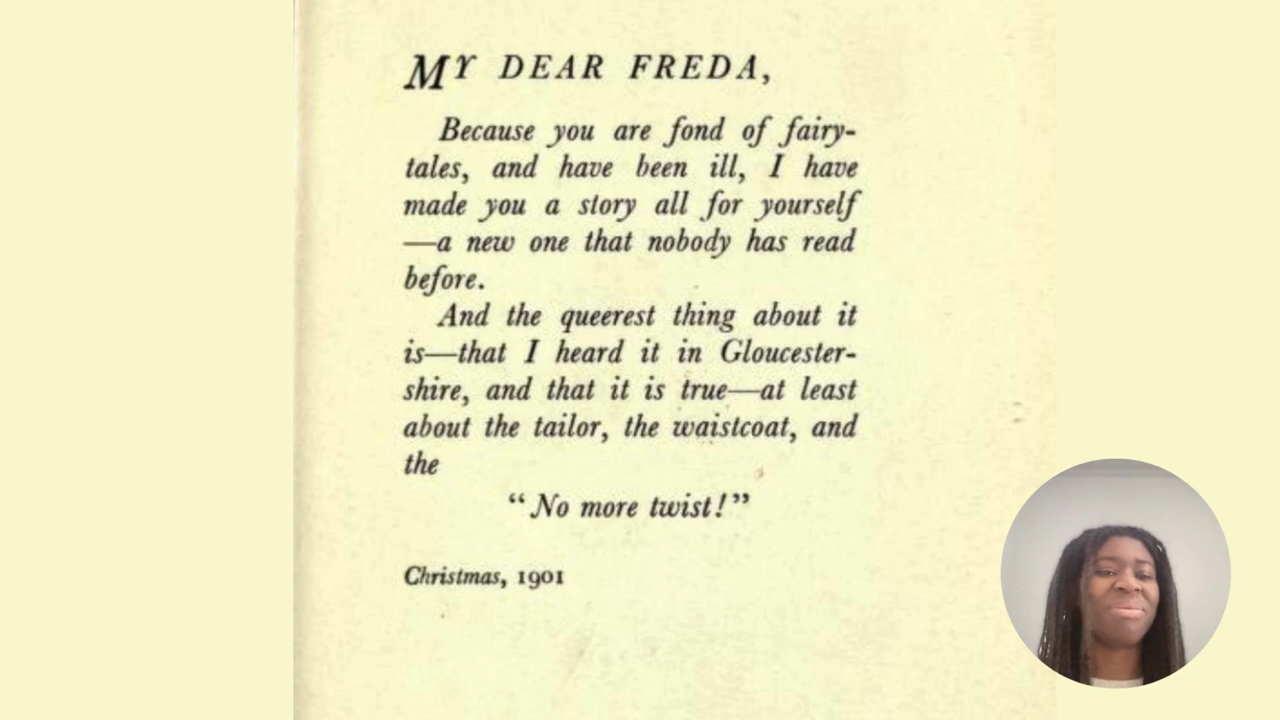 MY DEAR FREDA,
Because you are fond of fairy-
tales, and have been ill, I have
made you a story all for yourself
—a new one that nobody has read
before.
And the queerest thing about it
is—that I heard it in Gloucester-
shire, and that it is true—at least
about the tailor, the waistcoat, and
the
“No more twist!”
Christmas, 1901